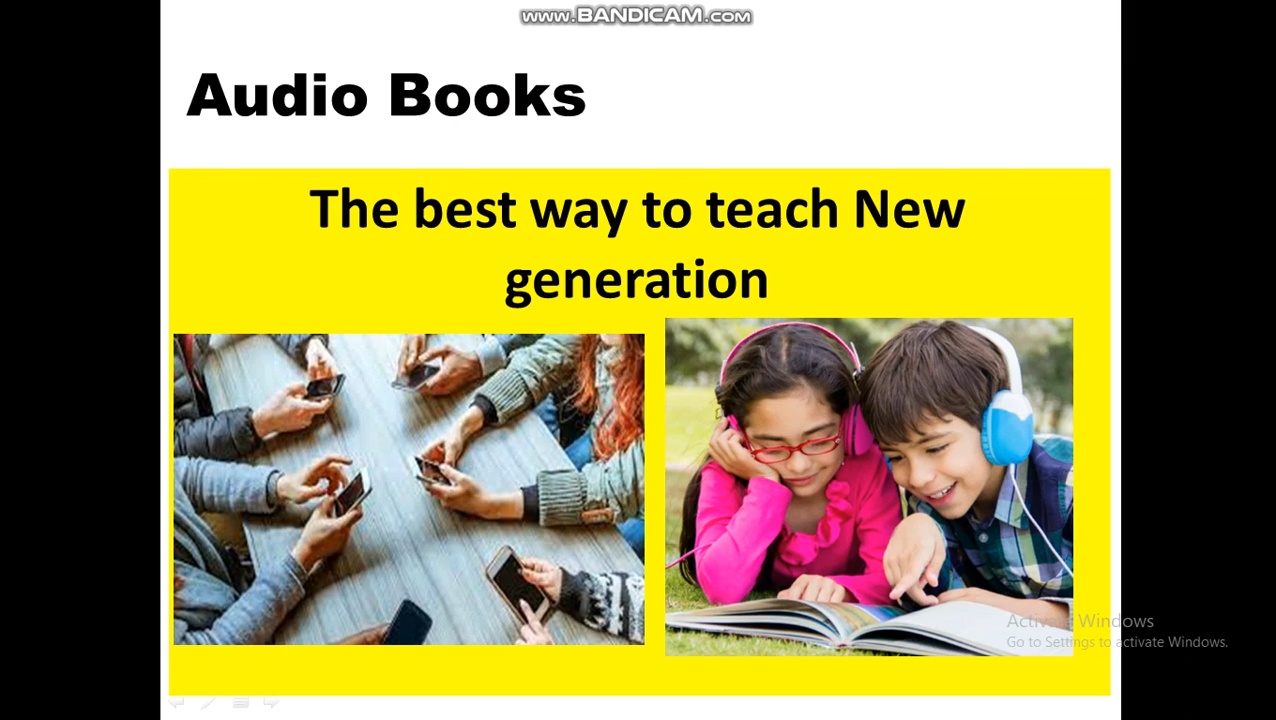 www.BANDICAM.com
Audio Books
The best way to teach New
generation
Activate Windows
Go to Settings to activate Windows.